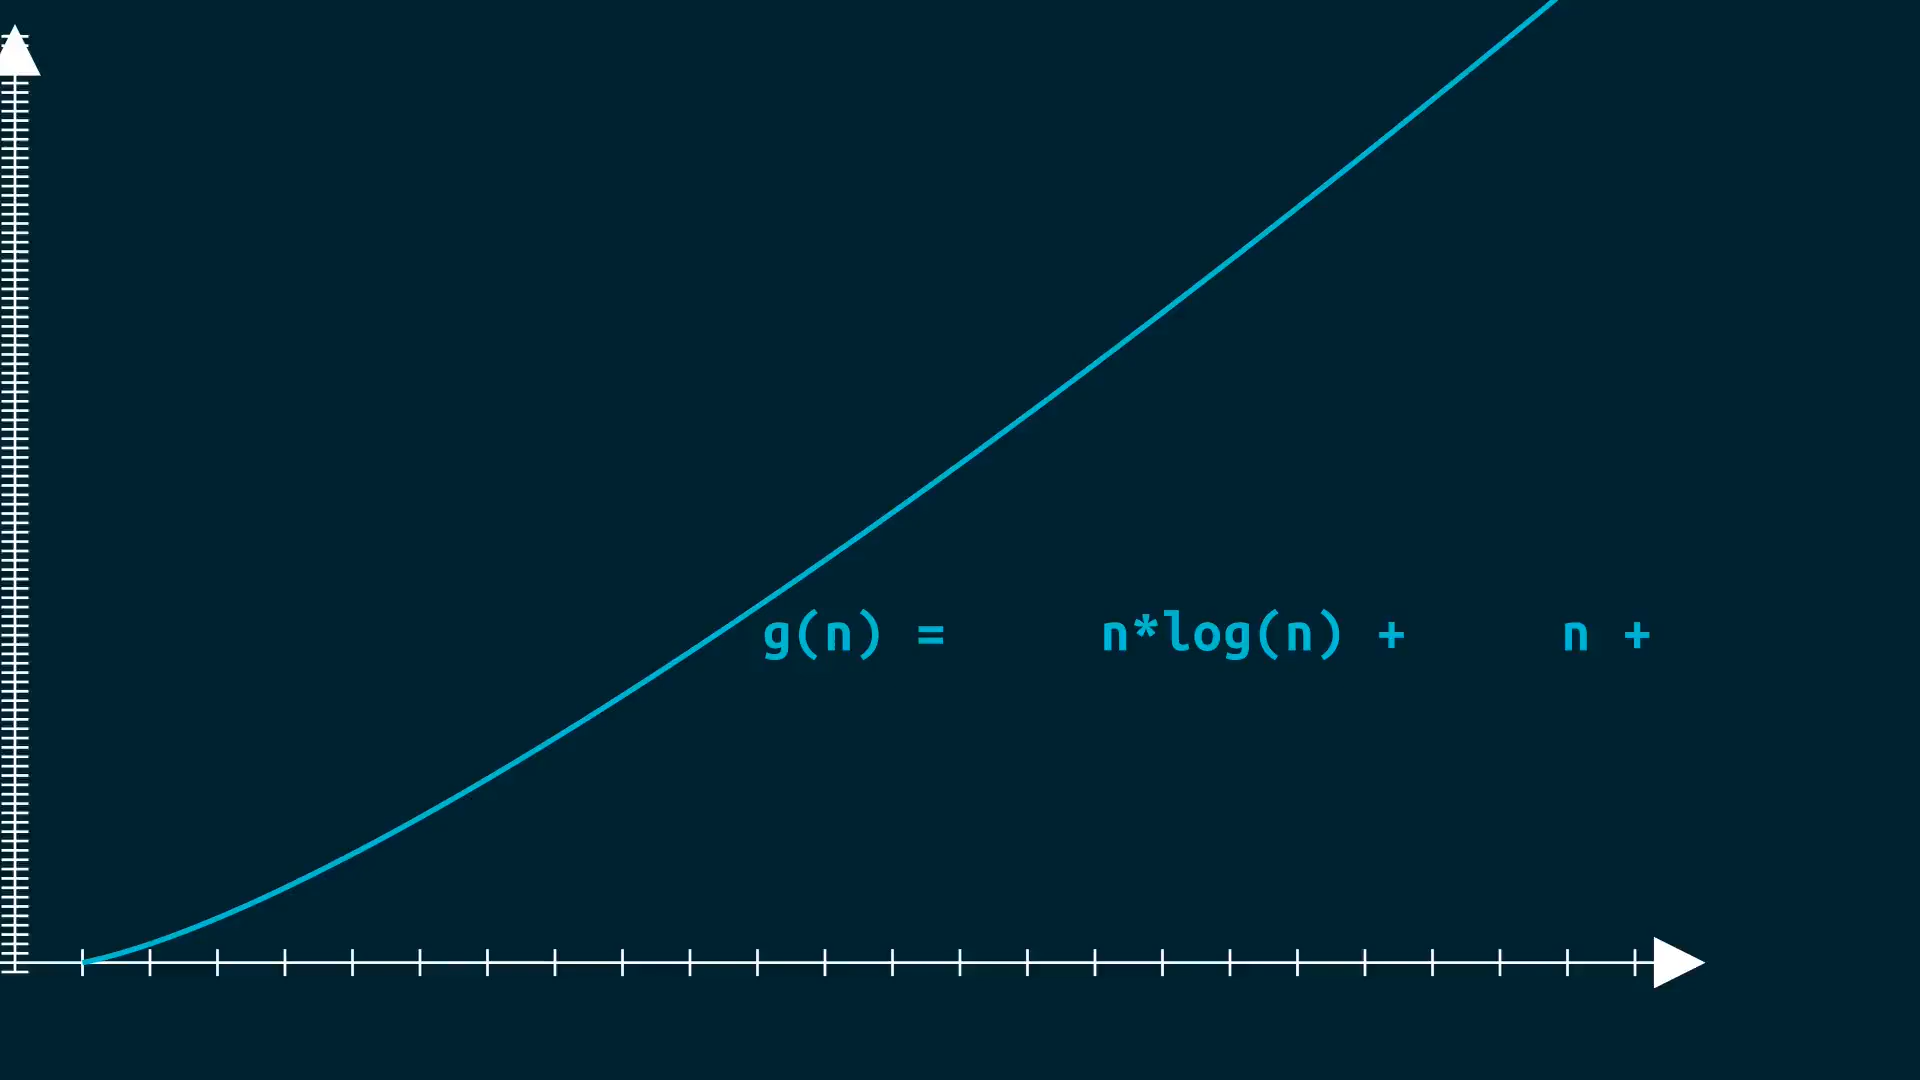 g(n) = n*log(n) + n +